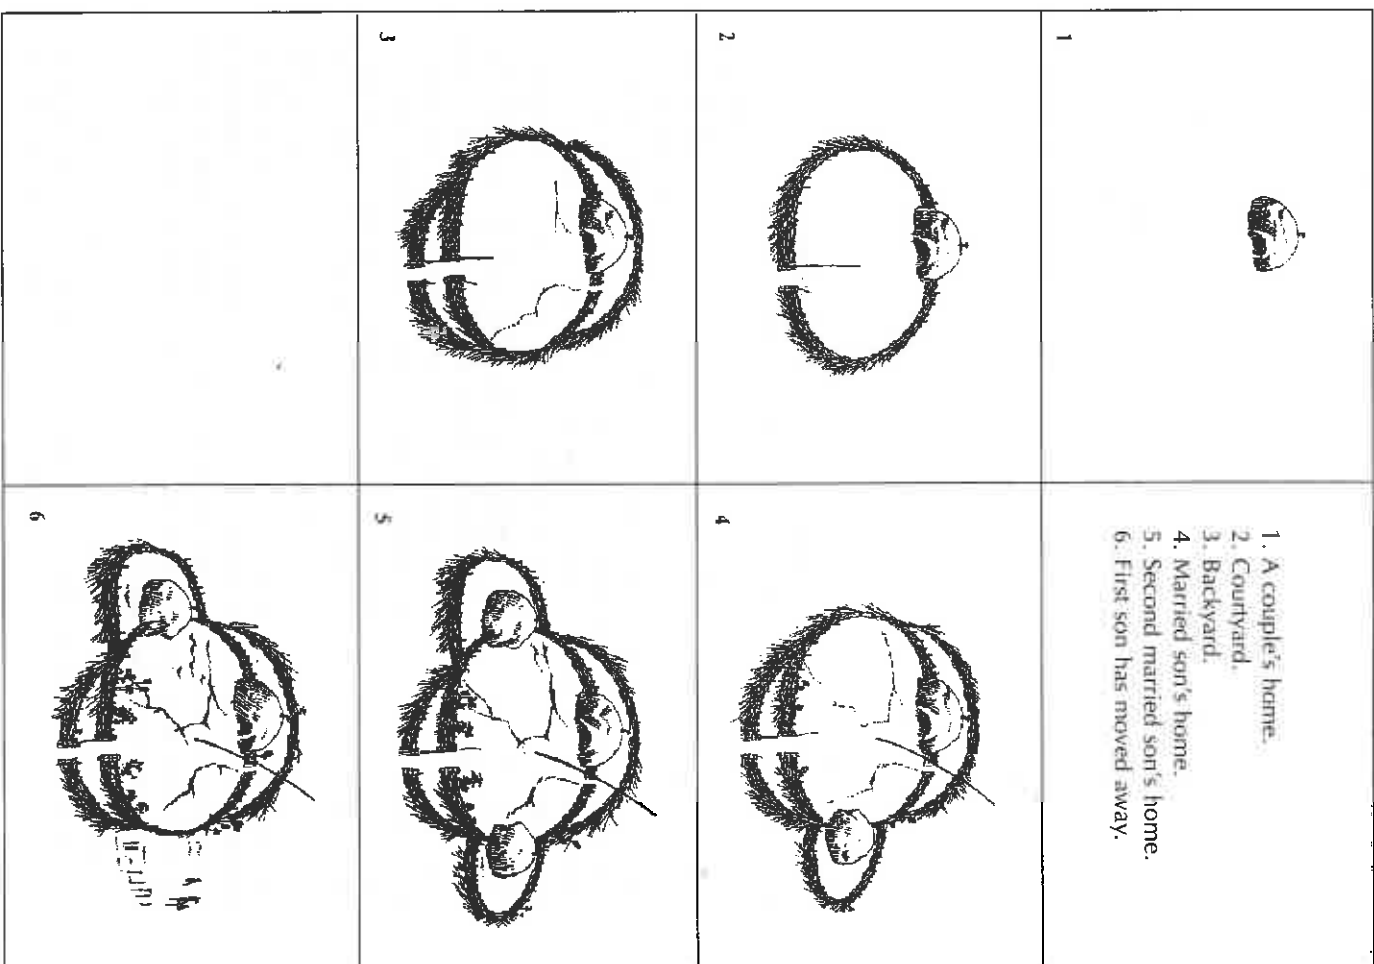 1
2
3
1. A couple's home.
2. Courtyard.
3. Backyard.
4. Married son's home.
5. Second married son's home.
6. First son has moved away.
4
5
6